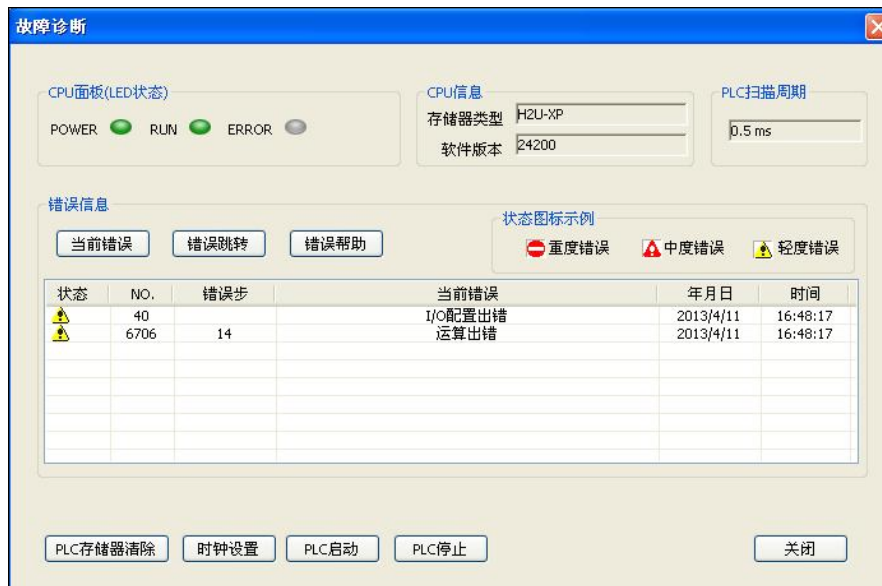 故障诊断
CPU面板(LED状态)
POWER RUN ERROR
CPU信息
存储器类型 H2U-XP
软件版本 24200
PLC扫描周期
0.5 ms
错误信息
当前错误 错误跳转 错误帮助
状态图标示例
重度错误 中度错误 轻度错误
状态 NO. 错误步 当前错误 年月日 时间
40 I/O配置出错 2013/4/11 16:48:17
6706 14 运算出错 2013/4/11 16:48:17
PLC存储器清除 时钟设置 PLC启动 PLC停止 关闭